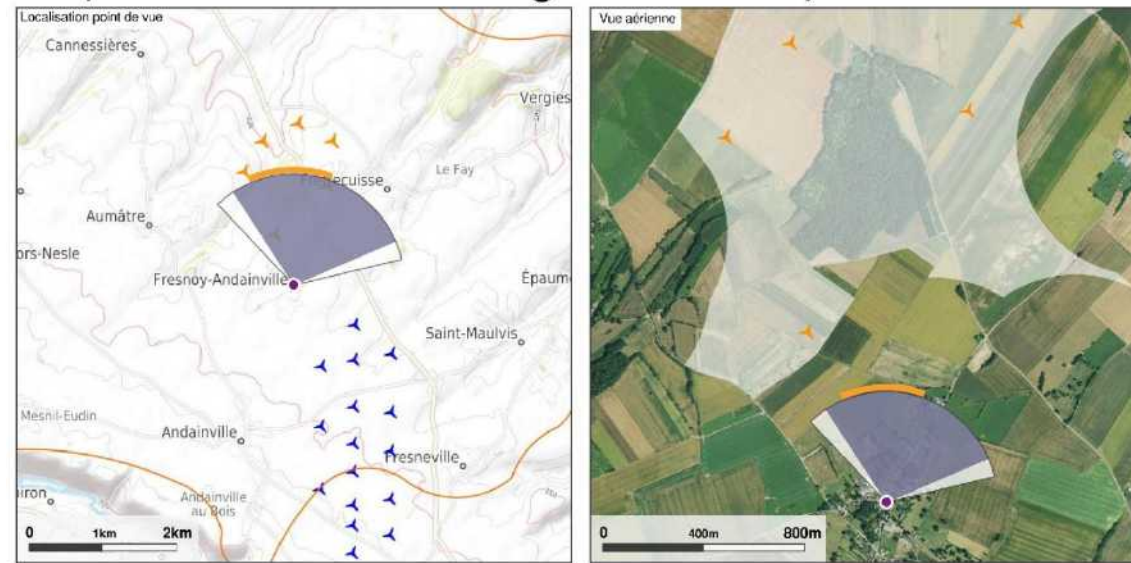 Localisation point de vue
Cannessières
Vergies
Le Fay
Aumâtre
ors-Nesle
Fresnoy-Andainville
Épaum
Saint-Maulvis
Mesnil-Eudin
Andainville
Fresneville
Andainville
au Bois
iron
0 1km 2km
Vue aérienne
0 400m 800m